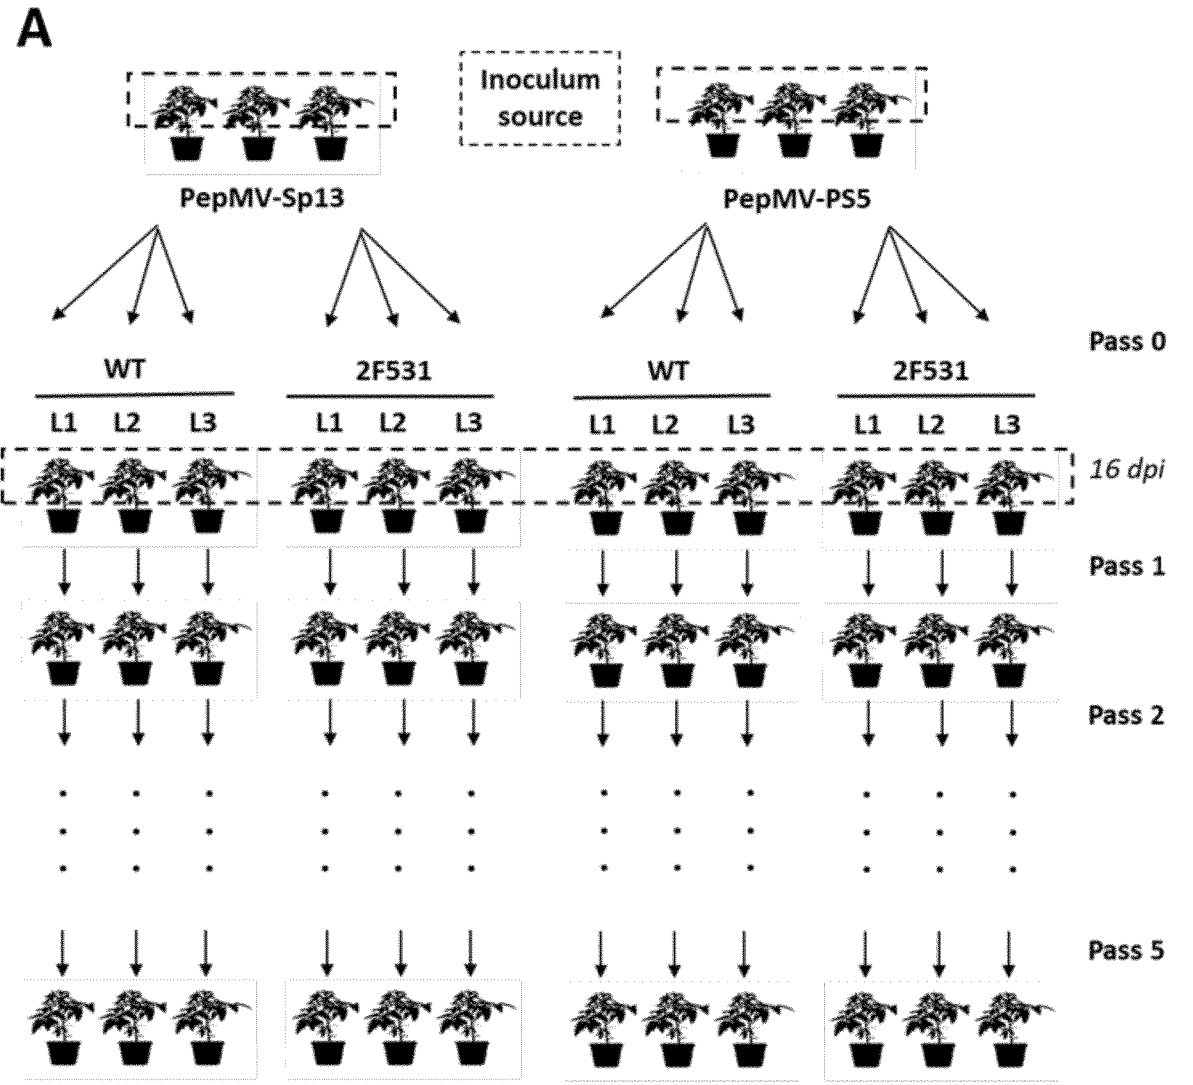 A
Inoculum
source
PepMV-Sp13
PepMV-PS5
Pass 0
WT
2F531
WT
2F531
L1 L2 L3 L1 L2 L3 L1 L2 L3 L1 L2 L3
16 dpi
Pass 1
Pass 2
Pass 5